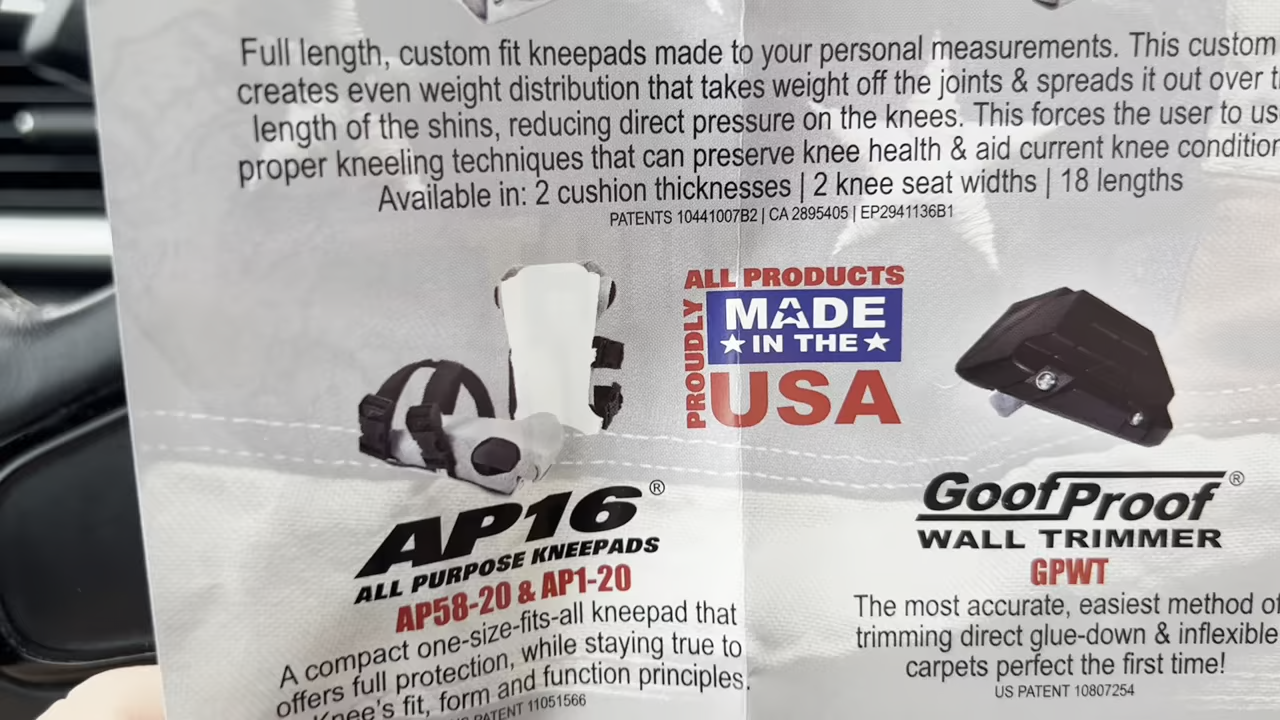 Full length, custom fit kneepads made to your personal measurements. This custom
creates even weight distribution that takes weight off the joints & spreads it out over
length of the shins, reducing direct pressure on the knees. This forces the user to
proper kneeling techniques that can preserve knee health & aid current knee
Available in: 2 cushion thicknesses | 2 knee seat widths | 18 lengths
PATENTS 10441007B2 | CA 2895405 | EP2941136B1
ALL PRODUCTS
PROUDLY
MADE
IN THE
USA
AP16®
ALL PURPOSE KNEEPADS
AP58-20 & AP1-20
A compact one-size-fits-all kneepad that
offers full protection, while staying true to
Knee's fit, form and function principles.
US PATENT 11051566
GoofProof®
WALL TRIMMER
GPWT
The most accurate, easiest method of
trimming direct glue-down & inflexible
carpets perfect the first time!
US PATENT 10807254